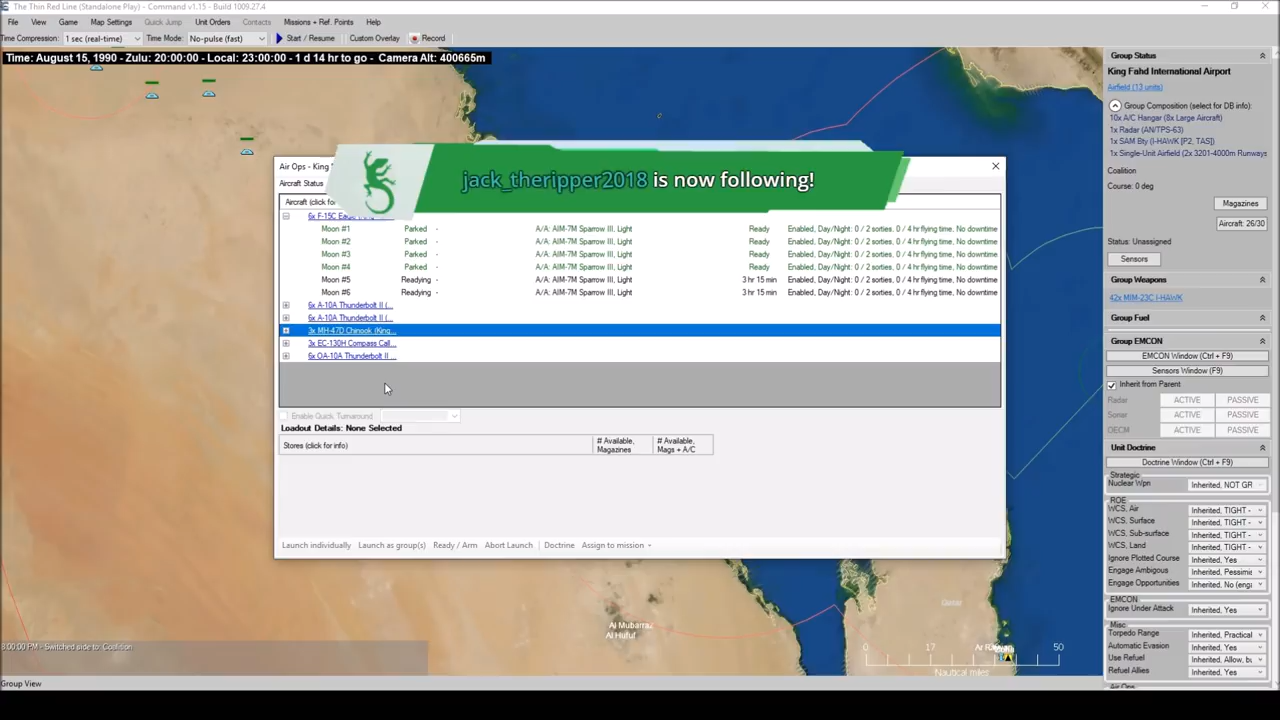 The Thin Red Line (Standalone Play) - Command v1.15 - Build 1009.27.4
File View Game Map Settings Quick Jump Unit Orders Contacts Missions + Ref. Points Help
Time Compression: 1 sec (real-time) Time Mode: No-pulse (fast) Start / Resume Custom Overlay Record
Time: August 15, 1990 - Zulu: 20:00:00 - Local: 23:00:00 - 1 d 14 hr to go - Camera Alt: 400665m
jack_theripper2018 is now following!
Air Ops - King
Aircraft Status
Aircraft (click for
6x F-15C Eagle
Moon #1 Parked - A/A: AIM-7M Sparrow III, Light Ready Enabled, Day/Night: 0 / 2 sorties, 0 / 4 hr flying time, No downtime
Moon #2 Parked - A/A: AIM-7M Sparrow III, Light Ready Enabled, Day/Night: 0 / 2 sorties, 0 / 4 hr flying time, No downtime
Moon #3 Parked - A/A: AIM-7M Sparrow III, Light Ready Enabled, Day/Night: 0 / 2 sorties, 0 / 4 hr flying time, No downtime
Moon #4 Parked - A/A: AIM-7M Sparrow III, Light Ready Enabled, Day/Night: 0 / 2 sorties, 0 / 4 hr flying time, No downtime
Moon #5 Readying - A/A: AIM-7M Sparrow III, Light 3 hr 15 min Enabled, Day/Night: 0 / 2 sorties, 0 / 4 hr flying time, No downtime
Moon #6 Readying - A/A: AIM-7M Sparrow III, Light 3 hr 15 min Enabled, Day/Night: 0 / 2 sorties, 0 / 4 hr flying time, No downtime
6x A-10A Thunderbolt II (...
6x A-10A Thunderbolt II (...
3x MH-47D Chinook (King...
3x EC-130H Compass Call...
6x OA-10A Thunderbolt II ...
Enable Quick Turnaround
Loadout Details: None Selected
Stores (click for info) # Available, Magazines # Available, Mags + A/C
Launch individually Launch as group(s) Ready / Arm Abort Launch Doctrine Assign to mission
Qatar
Al Mubarraz
Al Hufuf
0 17 50
Nautical miles
8:00:00 PM - Switched side to: Coalition
Group View
Group Status
King Fahd International Airport
Airfield (13 units)
Group Composition (select for DB info):
10x A/C Hangar (8x Large Aircraft)
1x Radar (AN/TPS-63)
1x SAM Bty (I-HAWK [P2, TAS])
1x Single-Unit Airfield (2x 3201-4000m Runways
Coalition
Course: 0 deg
Magazines
Aircraft: 26/30
Status: Unassigned
Sensors
Group Weapons
42x MIM-23C I-HAWK
Group Fuel
Group EMCON
EMCON Window (Ctrl + F9)
Sensors Window (F9)
Inherit from Parent
Radar ACTIVE PASSIVE
Sonar ACTIVE PASSIVE
OECM ACTIVE PASSIVE
Unit Doctrine
Doctrine Window (Ctrl + F9)
Strategic
Nuclear Wpn Inherited, NOT GR
ROE
WCS, Air Inherited, TIGHT -
WCS, Surface Inherited, TIGHT -
WCS, Sub-surface Inherited, TIGHT -
WCS, Land Inherited, TIGHT -
Ignore Plotted Course Inherited, Yes
Engage Ambiguous Inherited, Pessimis
Engage Opportunities Inherited, No (eng
EMCON
Ignore Under Attack Inherited, Yes
Misc
Torpedo Range Inherited, Practical
Automatic Evasion Inherited, Yes
Use Refuel Inherited, Allow, bu
Refuel Allies Inherited, Yes
Air Ops